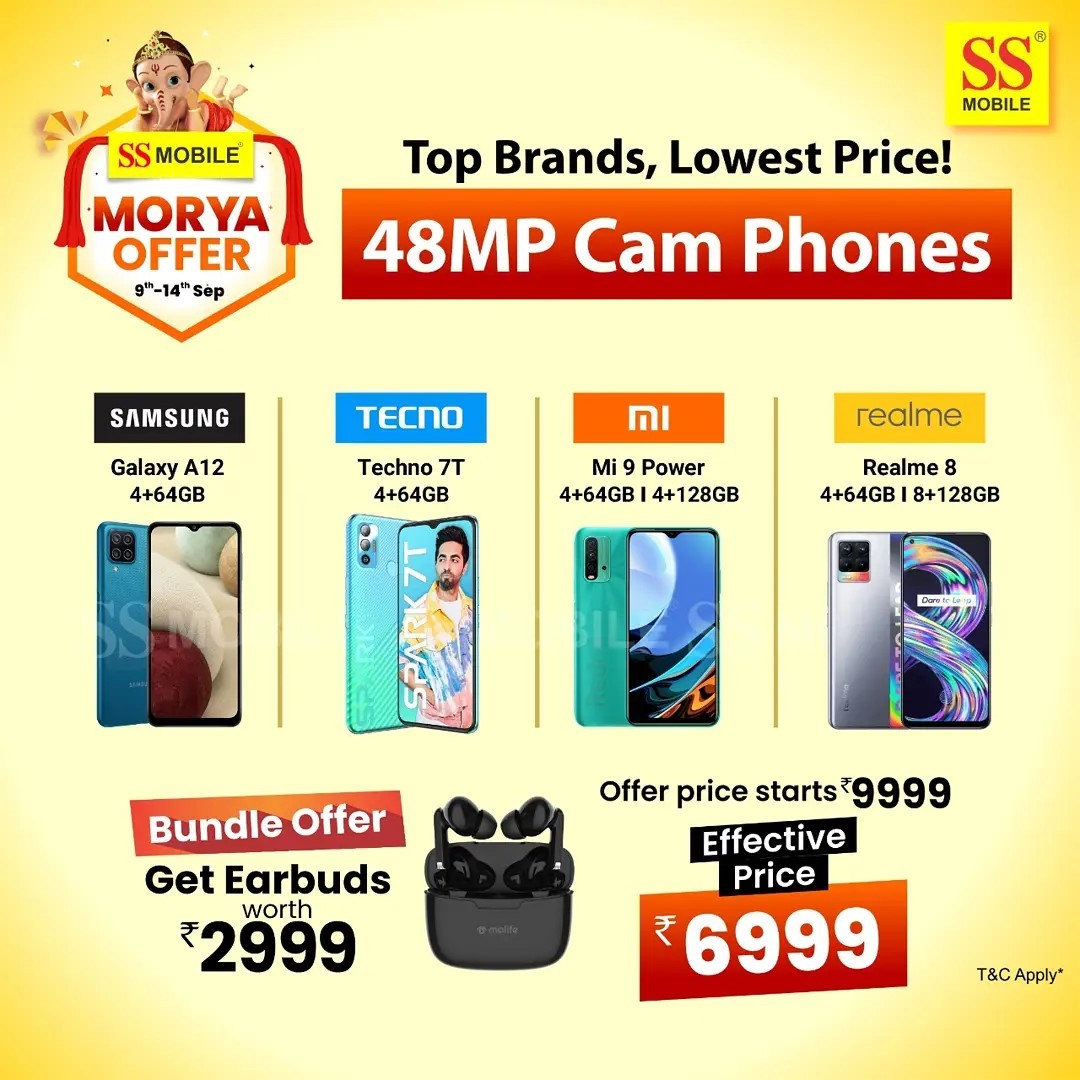 SS MOBILE®
MORYA
OFFER
9th-14th Sep
SS®
MOBILE
Top Brands, Lowest Price!
48MP Cam Phones
SAMSUNG
Galaxy A12
4+64GB
TECNO
Techno 7T
4+64GB
MI
Mi 9 Power
4+64GB I 4+128GB
realme
Realme 8
4+64GB I 8+128GB
SAMSUNG
SPARK 7T
Dare to Leap
Bundle Offer
Get Earbuds
worth
₹2999
molife
Offer price starts ₹9999
Effective
Price
₹6999
T&C Apply*